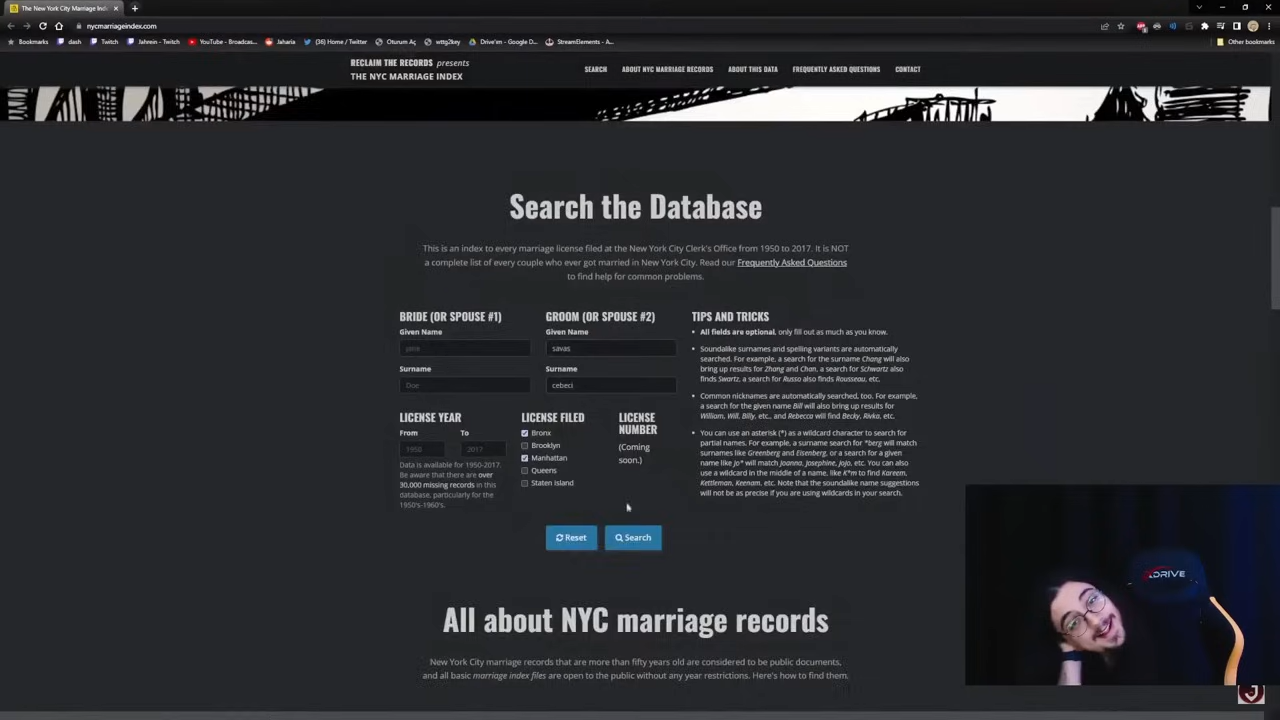 The New York City Marriage Ind
nycmarriageindex.com
Bookmarks dash Twitch Jahrein - Twitch YouTube - Broadcas... Reddit Jaharia (36) Home / Twitter Oturum Aç wttg2key Drive'im - Google D... StreamElements - A... Other bookmarks
RECLAIM THE RECORDS presents
THE NYC MARRIAGE INDEX
SEARCH ABOUT NYC MARRIAGE RECORDS ABOUT THIS DATA FREQUENTLY ASKED QUESTIONS CONTACT
Search the Database
This is an index to every marriage license filed at the New York City Clerk's Office from 1950 to 2017. It is NOT
a complete list of every couple who ever got married in New York City. Read our Frequently Asked Questions
to find help for common problems.
BRIDE (OR SPOUSE #1)
Given Name
Jane
Surname
Doe
GROOM (OR SPOUSE #2)
Given Name
savas
Surname
cebeci
LICENSE YEAR
From To
1950 2017
Data is available for 1950-2017.
Be aware that there are over
30,000 missing records in this
database, particularly for the
1950's-1960's.
LICENSE FILED
Bronx
Brooklyn
Manhattan
Queens
Staten Island
LICENSE
NUMBER
(Coming
soon.)
TIPS AND TRICKS
All fields are optional, only fill out as much as you know.
Soundalike surnames and spelling variants are automatically
searched. For example, a search for the surname Chang will also
bring up results for Zhang and Chan, a search for Schwartz also
finds Swartz, a search for Russo also finds Rousseau, etc.
Common nicknames are automatically searched, too. For example,
a search for the given name Bill will also bring up results for
William, Will, Billy, etc., and Rebecca will find Becky, Rivka, etc.
You can use an asterisk (*) as a wildcard character to search for
partial names. For example, a surname search for *berg will match
surnames like Greenberg and Eisenberg, or a search for a given
name like Jo* will match Joanna, Josephine, Jojo, etc. You can also
use a wildcard in the middle of a name, like K*m to find Kareem,
Kettleman, Keenam, etc. Note that the soundalike name suggestions
will not be as precise if you are using wildcards in your search.
Reset Search
All about NYC marriage records
New York City marriage records that are more than fifty years old are considered to be public documents,
and all basic marriage index files are open to the public without any year restrictions. Here's how to find them.
XDRIVE